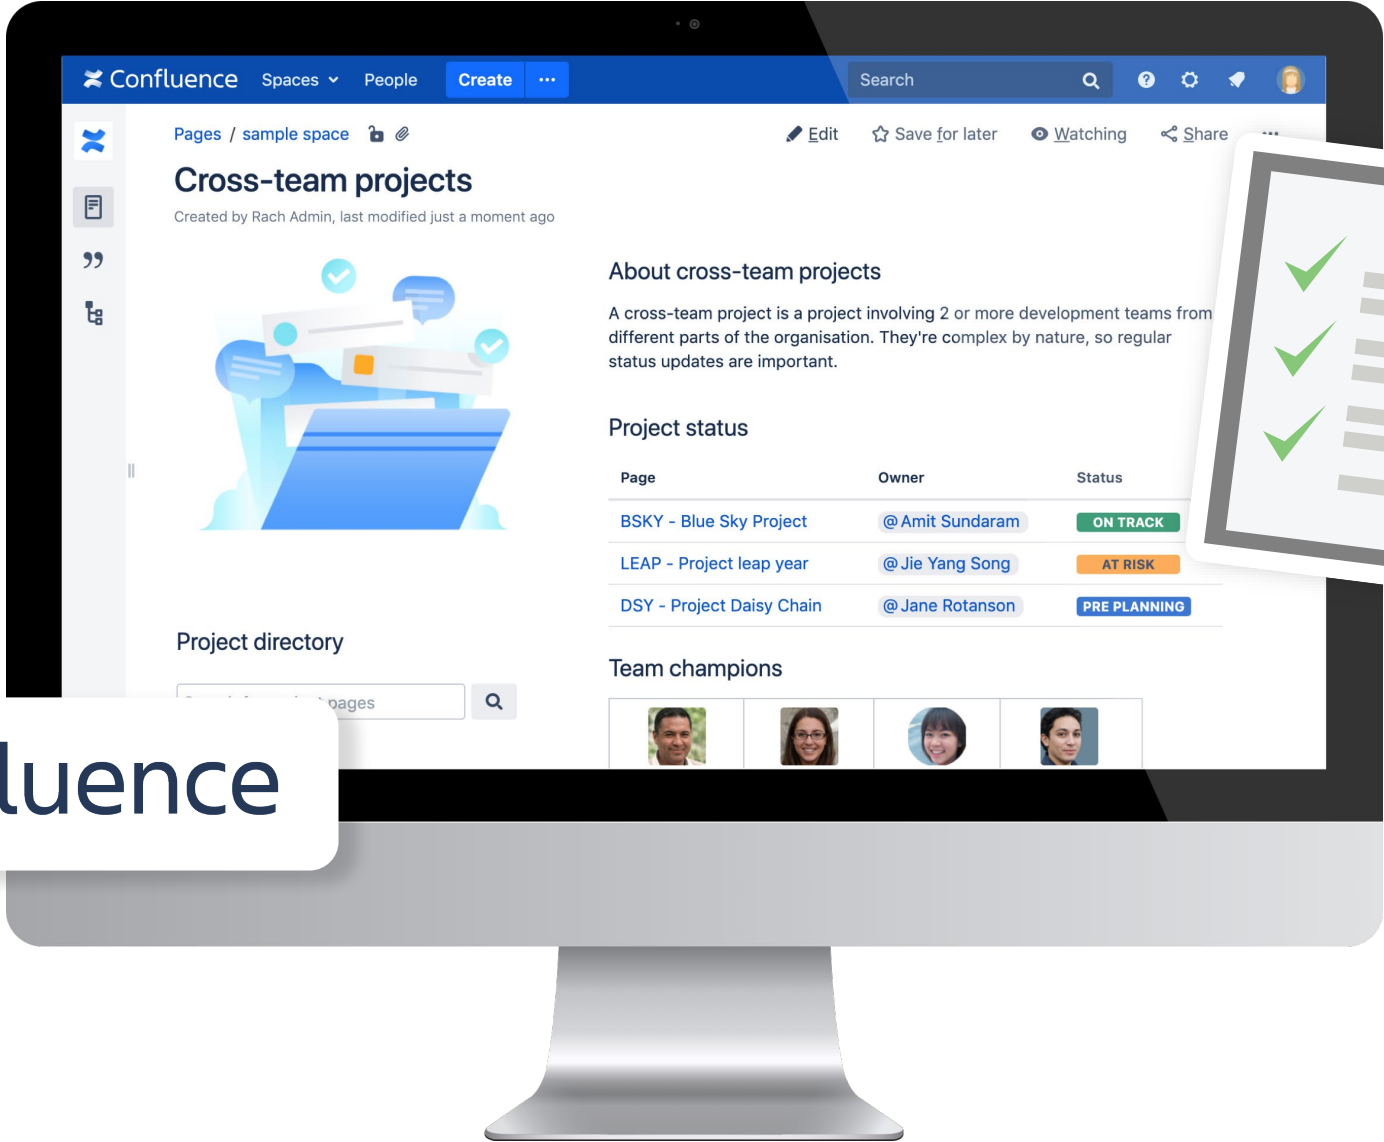 Confluence Spaces People Create Search
Pages / sample space
Edit Save for later Watching Share
Cross-team projects
Created by Rach Admin, last modified just a moment ago
About cross-team projects
A cross-team project is a project involving 2 or more development teams from
different parts of the organisation. They're complex by nature, so regular
status updates are important.
Project status
Page Owner Status
BSKY - Blue Sky Project @Amit Sundaram ON TRACK
LEAP - Project leap year @Jie Yang Song AT RISK
DSY - Project Daisy Chain @Jane Rotanson PRE PLANNING
Project directory
pages
Team champions
luence